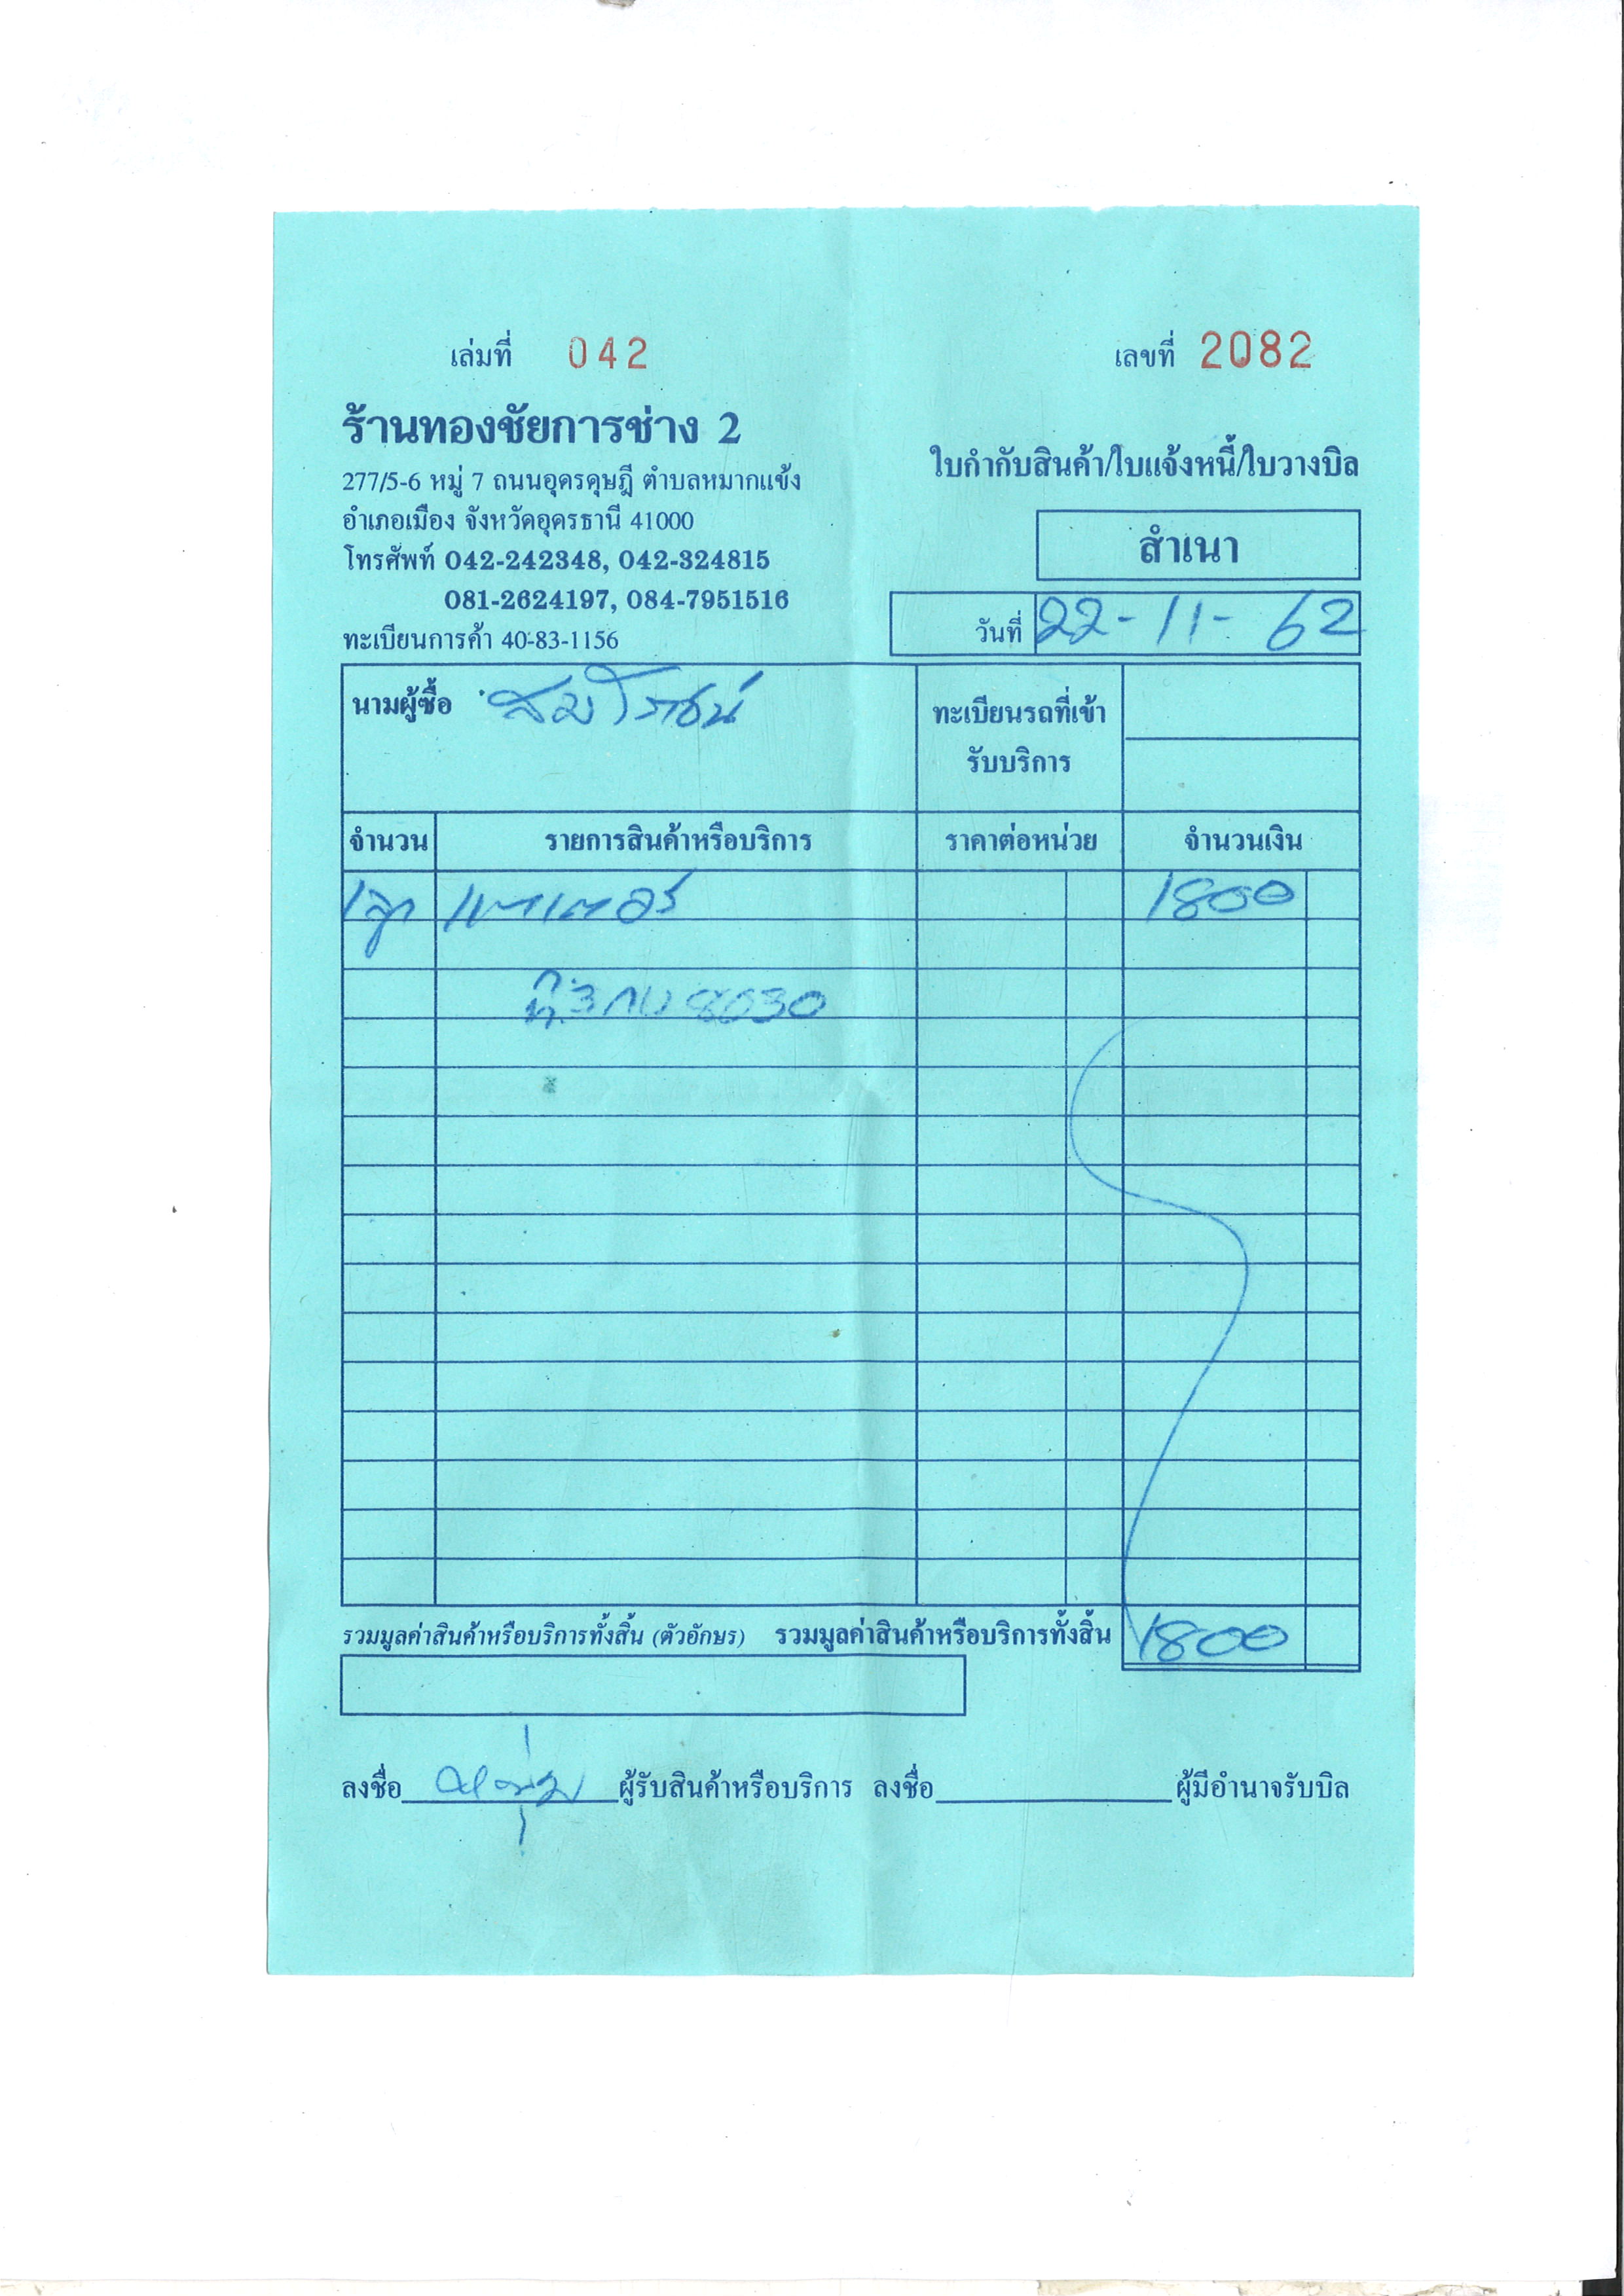 เล่มที่ 042
เลขที่ 2082
ร้านทองชัยการช่าง 2
277/5-6 หมู่ 7 ถนนอุดรดุษฎี ตำบลหมากแข้ง
อำเภอเมือง จังหวัดอุดรธานี 41000
โทรศัพท์ 042-242348, 042-324815
081-2624197, 084-7951516
ทะเบียนการค้า 40-83-1156
ใบกำกับสินค้า/ใบแจ้งหนี้/ใบวางบิล
สำเนา
วันที่ 22-11-62
นามผู้ซื้อ
ทะเบียนรถที่เข้า
รับบริการ
จำนวน รายการสินค้าหรือบริการ ราคาต่อหน่วย จำนวนเงิน
1ลูก แบตเตอรี่ 1800
8030
รวมมูลค่าสินค้าหรือบริการทั้งสิ้น (ตัวอักษร) รวมมูลค่าสินค้าหรือบริการทั้งสิ้น 1800
ลงชื่อ ผู้รับสินค้าหรือบริการ ลงชื่อ ผู้มีอำนาจรับบิล